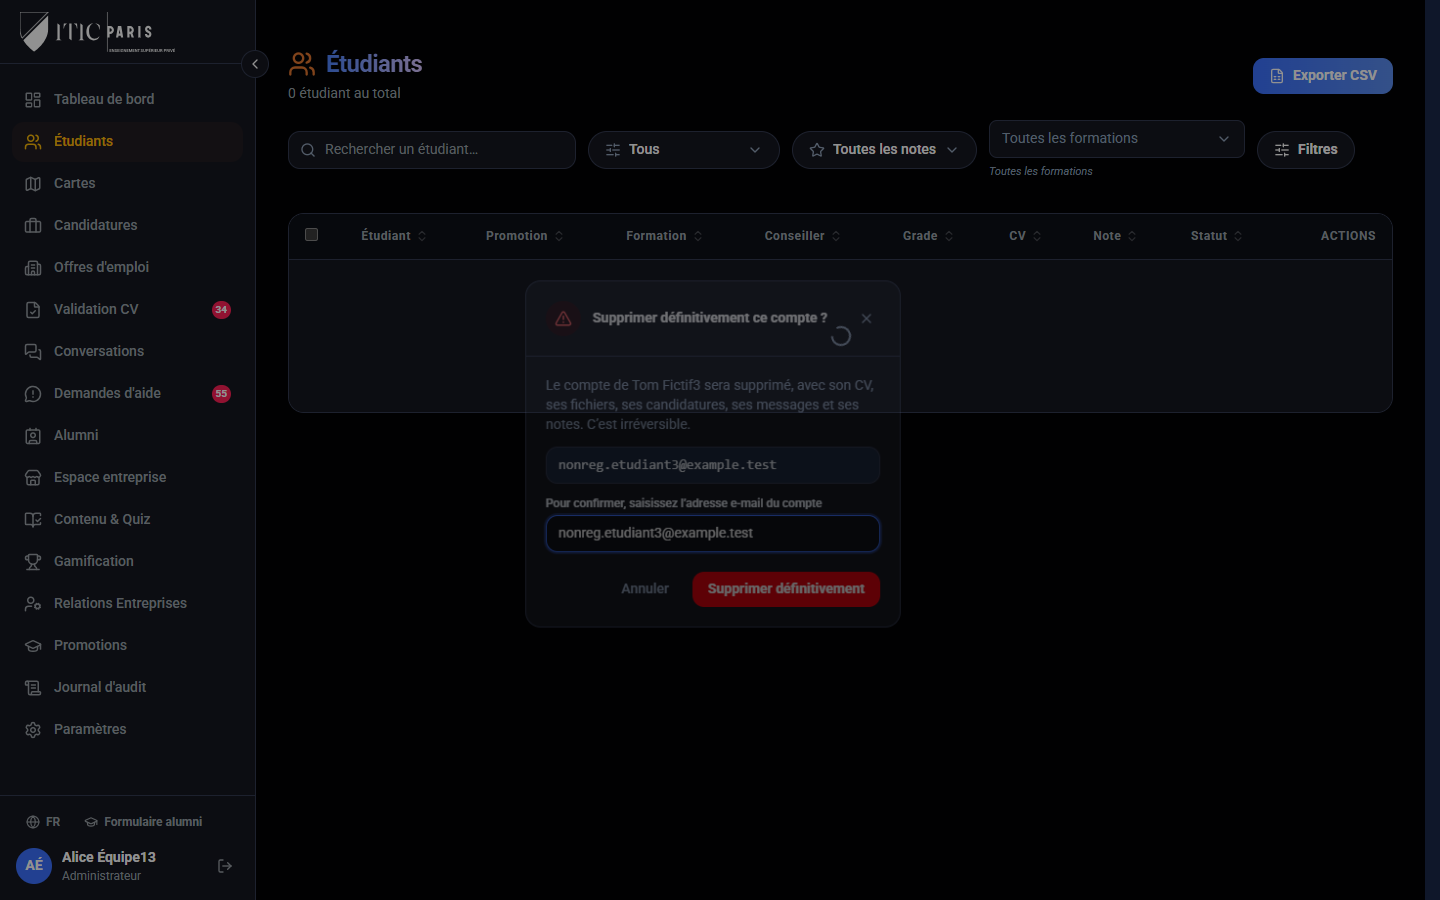 ITIC PARIS
ENSEIGNEMENT SUPÉRIEUR PRIVÉ
Tableau de bord
Étudiants
Cartes
Candidatures
Offres d'emploi
Validation CV 34
Conversations
Demandes d'aide 55
Alumni
Espace entreprise
Contenu & Quiz
Gamification
Relations Entreprises
Promotions
Journal d'audit
Paramètres
FR Formulaire alumni
AÉ Alice Équipe13
Administrateur
Étudiants
0 étudiant au total
Exporter CSV
Rechercher un étudiant...
Tous
Toutes les notes
Toutes les formations
Filtres
Toutes les formations
Étudiant Promotion Formation Conseiller Grade CV Note Statut ACTIONS
Supprimer définitivement ce compte ?
Le compte de Tom Fictif3 sera supprimé, avec son CV,
ses fichiers, ses candidatures, ses messages et ses
notes. C'est irréversible.
nonreg.etudiant3@example.test
Pour confirmer, saisissez l'adresse e-mail du compte
nonreg.etudiant3@example.test
Annuler Supprimer définitivement